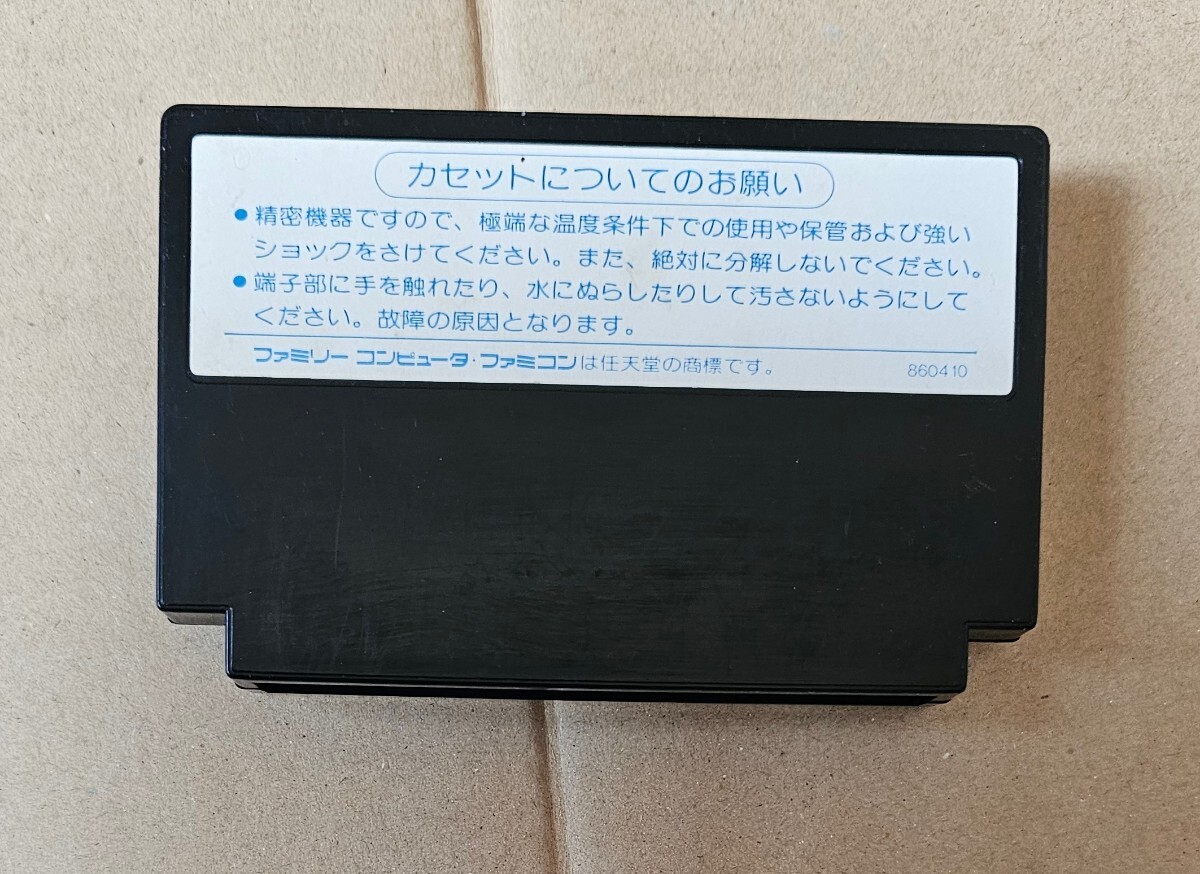 カセットについてのお願い
●精密機器ですので、極端な温度条件下での使用や保管および強い
ショックをさけてください。また、絶対に分解しないでください。
●端子部に手を触れたり、水にぬらしたりして汚さないようにして
ください。故障の原因となります。
ファミリー コンピュータ・ファミコンは任天堂の商標です。 860410